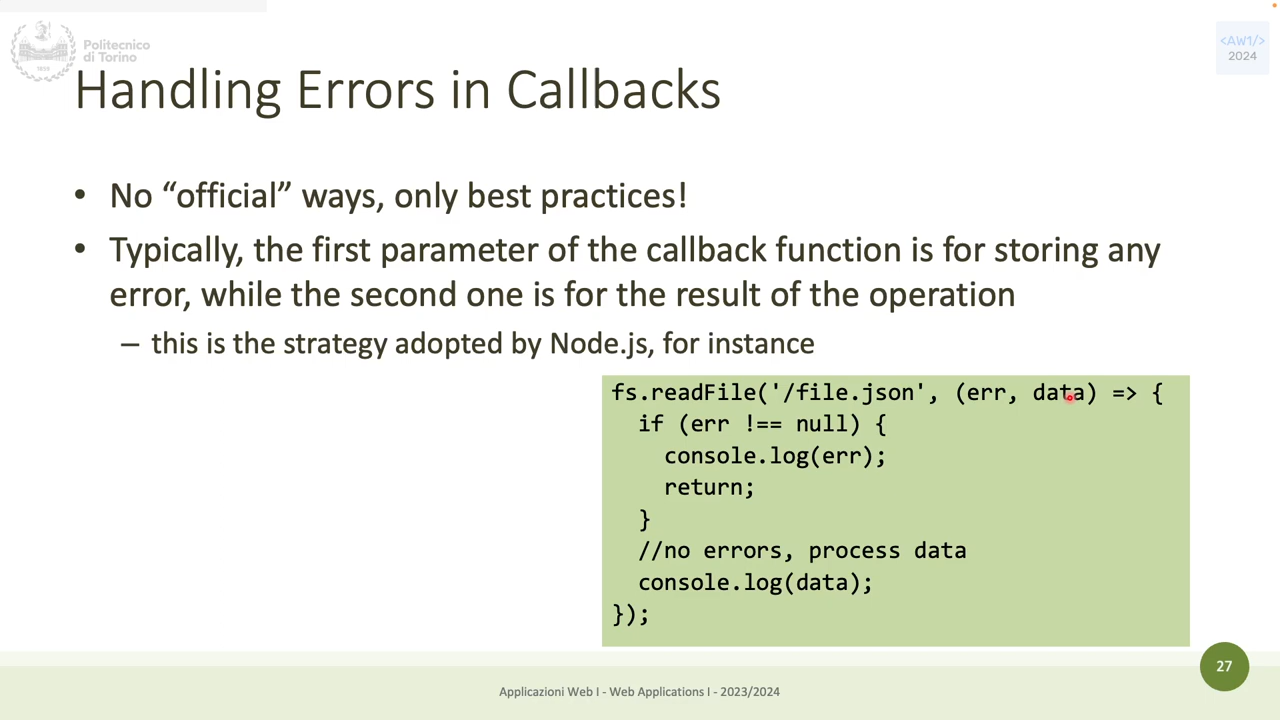 Politecnico
di Torino
1859
<AW1/>
2024
Handling Errors in Callbacks
• No “official” ways, only best practices!
• Typically, the first parameter of the callback function is for storing any
error, while the second one is for the result of the operation
– this is the strategy adopted by Node.js, for instance
fs.readFile('/file.json', (err, data) => {
if (err !== null) {
console.log(err);
return;
}
//no errors, process data
console.log(data);
});
27
Applicazioni Web I - Web Applications I - 2023/2024